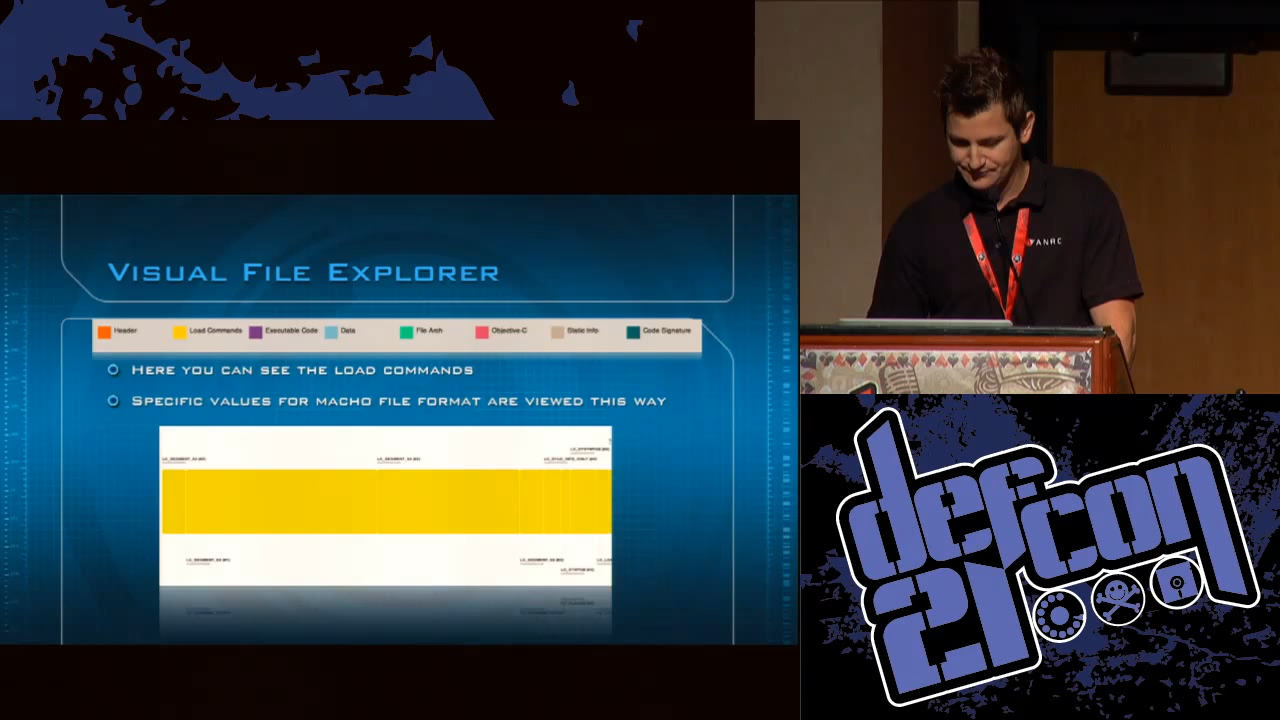 VISUAL FILE EXPLORER
Header Load Commands Executable Code Data File Arch Objective-C Static Info Code Signature
HERE YOU CAN SEE THE LOAD COMMANDS
SPECIFIC VALUES FOR MACHO FILE FORMAT ARE VIEWED THIS WAY
ANRC
defcon
21